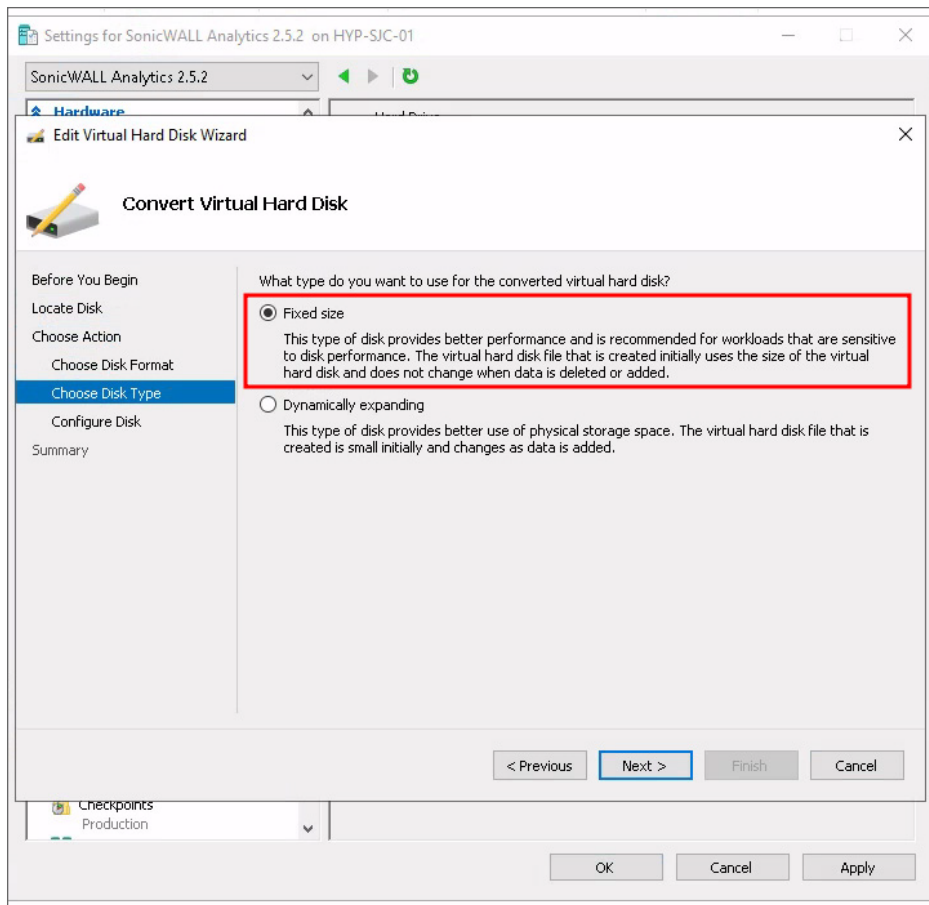 Settings for SonicWALL Analytics 2.5.2 on HYP-SJC-01
SonicWALL Analytics 2.5.2
Hardware
Hard Drive
Edit Virtual Hard Disk Wizard
Convert Virtual Hard Disk
Before You Begin
Locate Disk
Choose Action
Choose Disk Format
Choose Disk Type
Configure Disk
Summary
What type do you want to use for the converted virtual hard disk?
Fixed size
This type of disk provides better performance and is recommended for workloads that are sensitive
to disk performance. The virtual hard disk file that is created initially uses the size of the virtual
hard disk and does not change when data is deleted or added.
Dynamically expanding
This type of disk provides better use of physical storage space. The virtual hard disk file that is
created is small initially and changes as data is added.
< Previous
Next >
Finish
Cancel
Checkpoints
Production
OK
Cancel
Apply